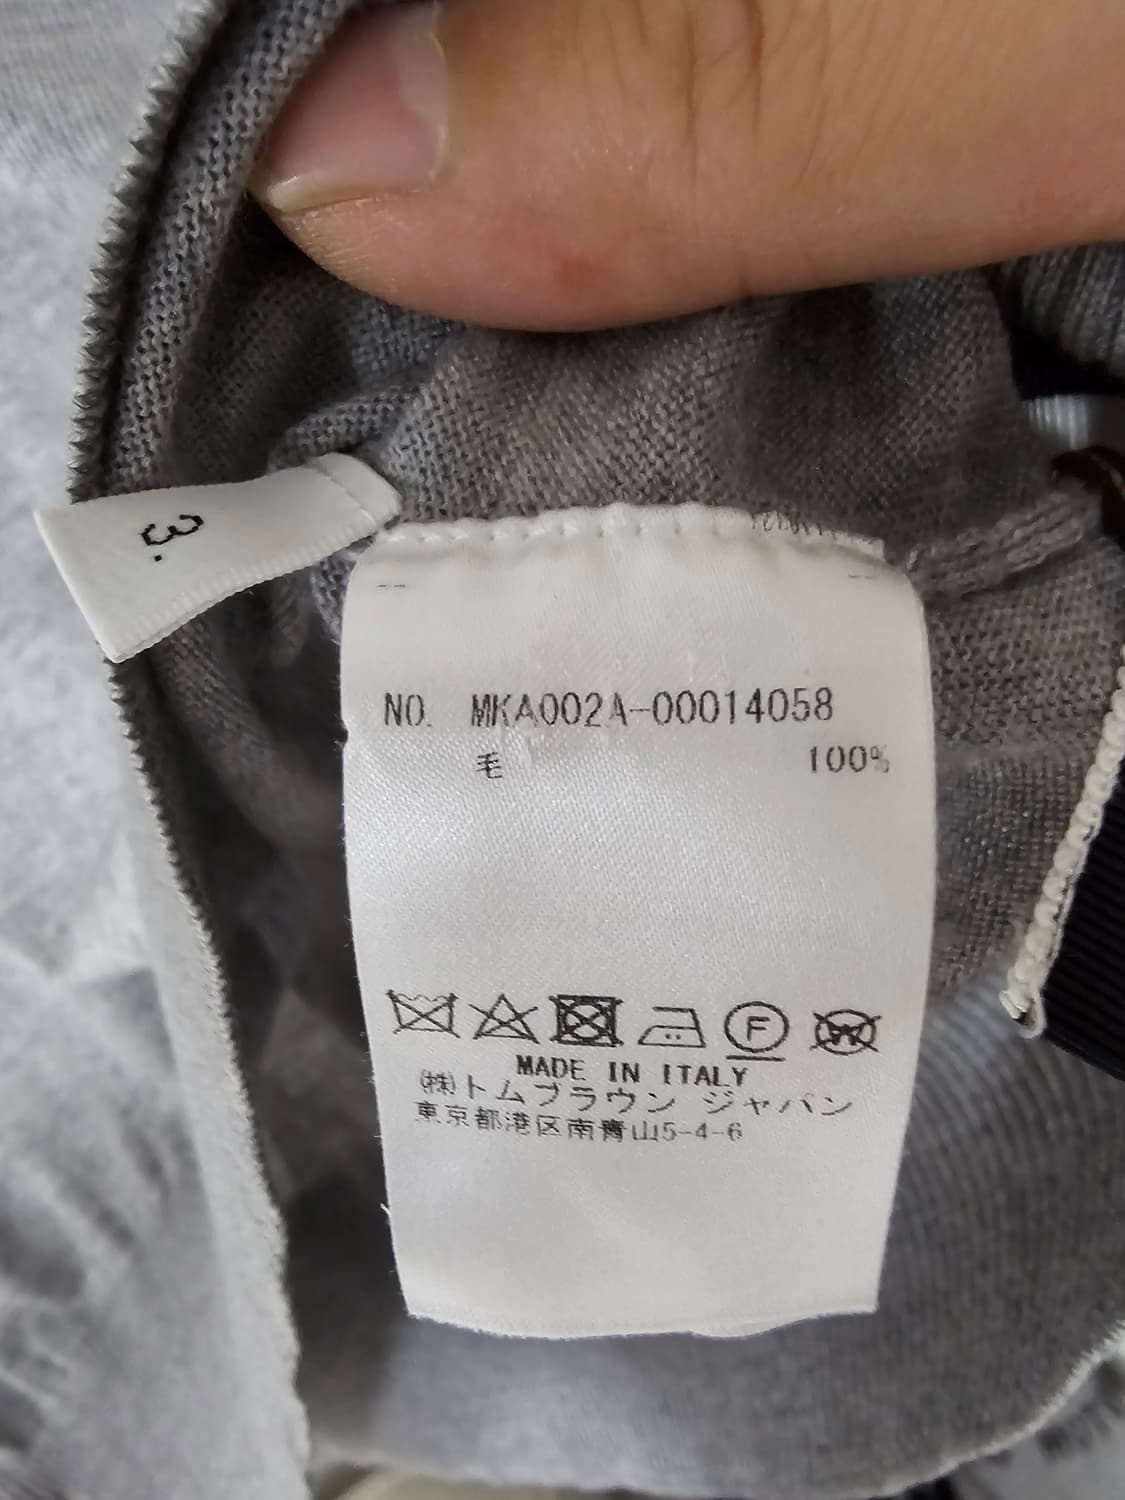 3.
NO. MKA002A-00014058
毛 100%
F
W
MADE IN ITALY
(株)トムブラウン ジャパン
東京都港区南青山5-4-6